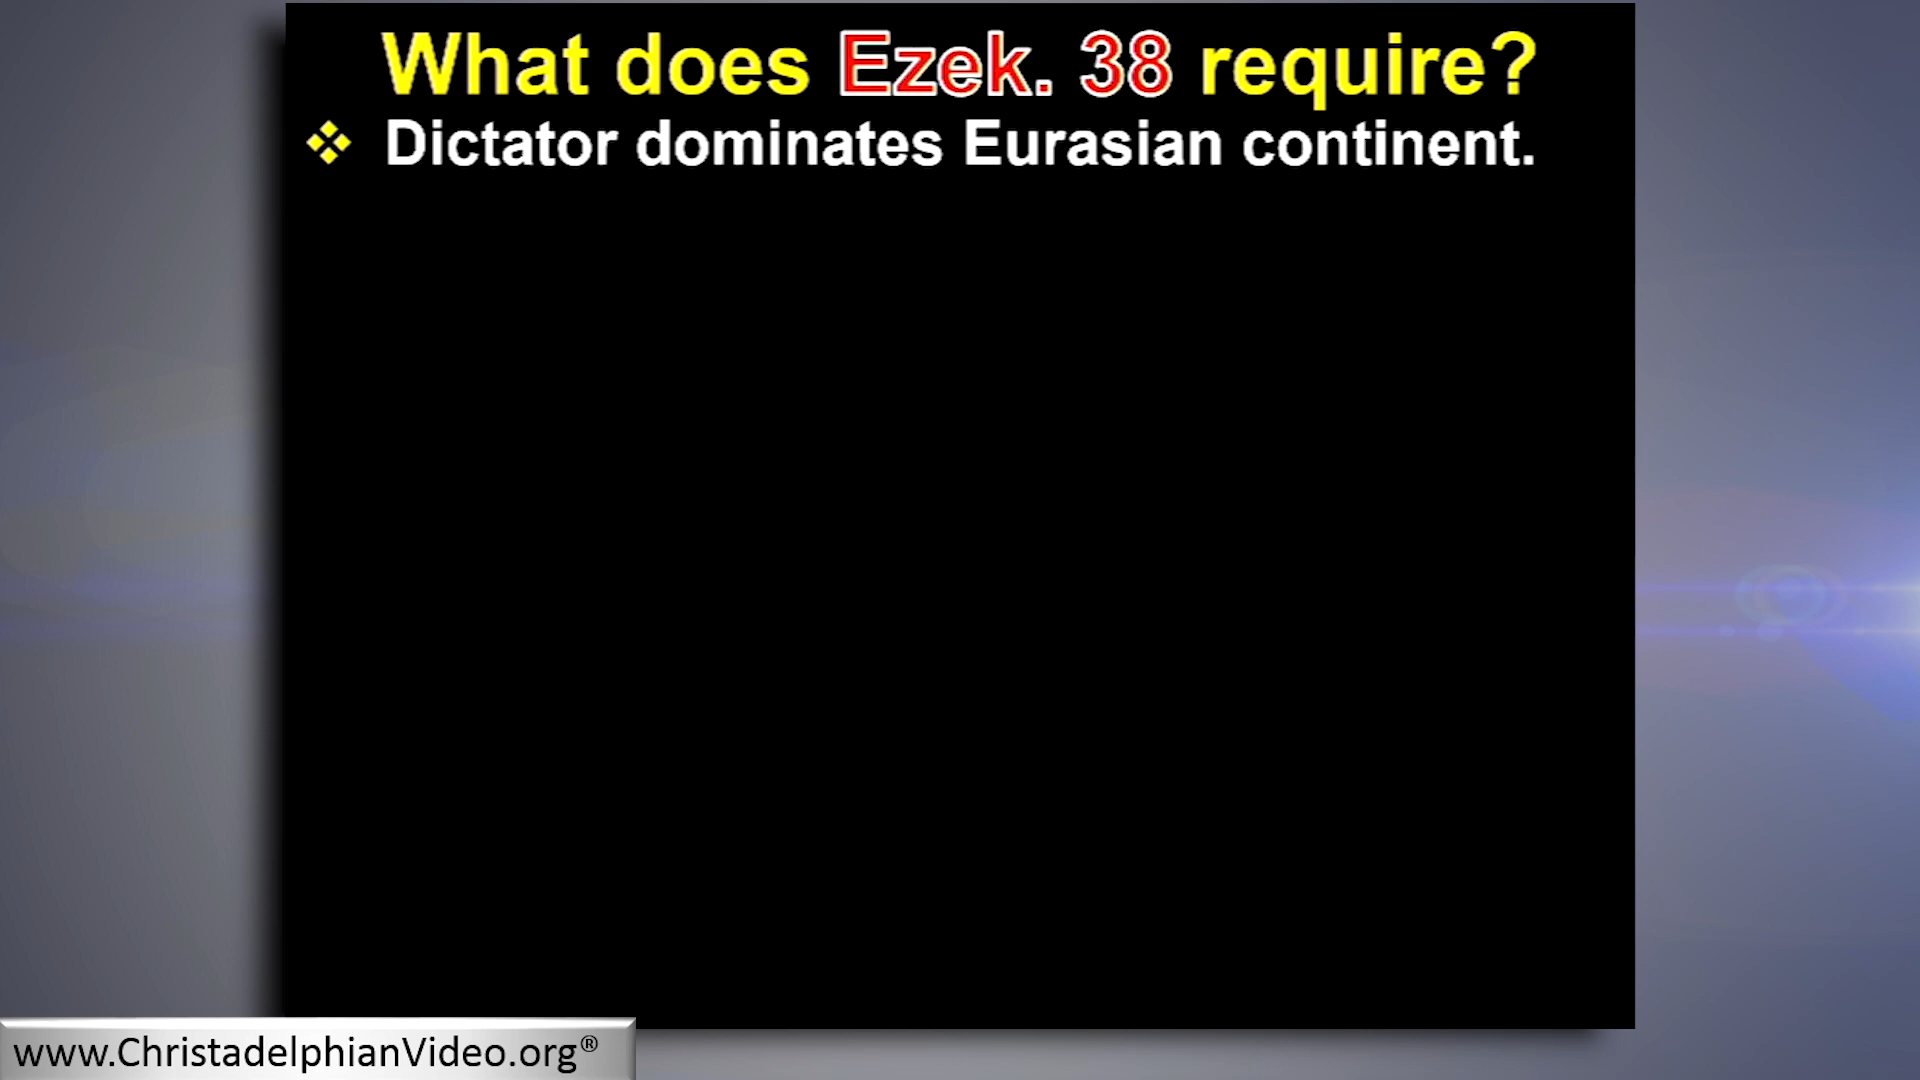 What does Ezek. 38 require?
❖ Dictator dominates Eurasian continent.
www.ChristadelphianVideo.org®